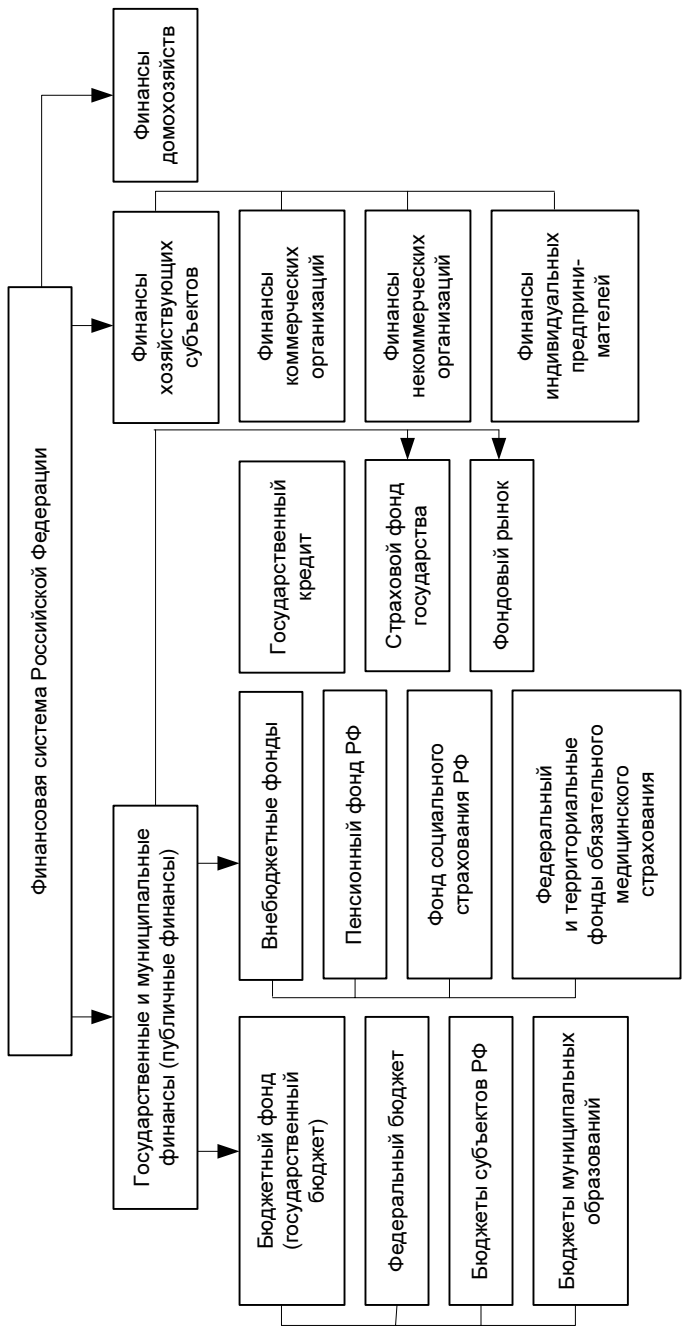 Финансовая система Российской Федерации
Государственные и муниципальные
финансы (публичные финансы)
Финансы
хозяйствующих
субъектов
Финансы
домохозяйств
Бюджетный фонд
(государственный
бюджет)
Федеральный бюджет
Бюджеты субъектов РФ
Бюджеты муниципальных
образований
Внебюджетные фонды
Пенсионный фонд РФ
Фонд социального
страхования РФ
Федеральный
и территориальные
фонды обязательного
медицинского
страхования
Государственный
кредит
Страховой фонд
государства
Фондовый рынок
Финансы
коммерческих
организаций
Финансы
некоммерческих
организаций
Финансы
индивидуальных
предприни-
мателей